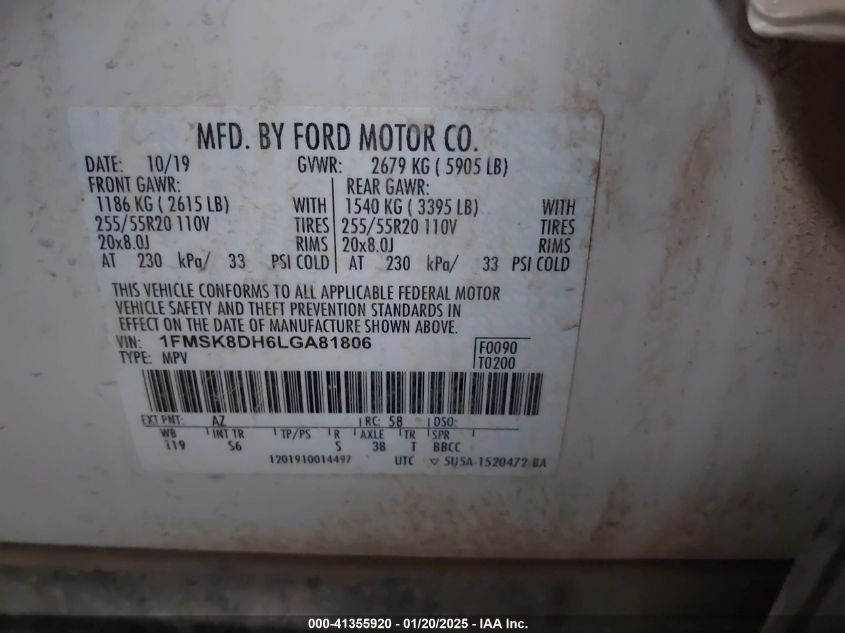 MFD. BY FORD MOTOR CO.
DATE: 10/19 GVWR: 2679 KG ( 5905 LB)
FRONT GAWR: REAR GAWR:
1186 KG ( 2615 LB) WITH 1540 KG ( 3395 LB) WITH
255/55R20 110V TIRES 255/55R20 110V TIRES
20x8.0J RIMS 20x8.0J RIMS
AT 230 kPa/ 33 PSI COLD AT 230 kPa/ 33 PSI COLD
THIS VEHICLE CONFORMS TO ALL APPLICABLE FEDERAL MOTOR
VEHICLE SAFETY AND THEFT PREVENTION STANDARDS IN
EFFECT ON THE DATE OF MANUFACTURE SHOWN ABOVE.
VIN: 1FMSK8DH6LGA81806 F0090
TYPE: MPV T0200
EXT PNT: AZ RC: 58 DSO:
WB INT TR TP/PS R AXLE TR SPR
119 S6 S 38 T BBCC
1201910014497 UTC ▽ 5U5A-1520472-BA
000-41355920 — 01/20/2025 — IAA Inc.